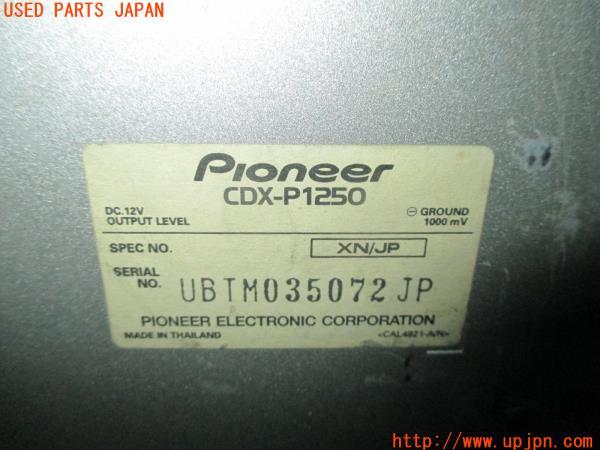 USED PARTS JAPAN
Pioneer
CDX-P1250
DC.12V
OUTPUT LEVEL
⊖ GROUND
1000 mV
SPEC NO.
XN/JP
SERIAL
NO.
UBTM035072JP
PIONEER ELECTRONIC CORPORATION
MADE IN THAILAND
<CAL4921-A/N>
http://www.upjpn.com